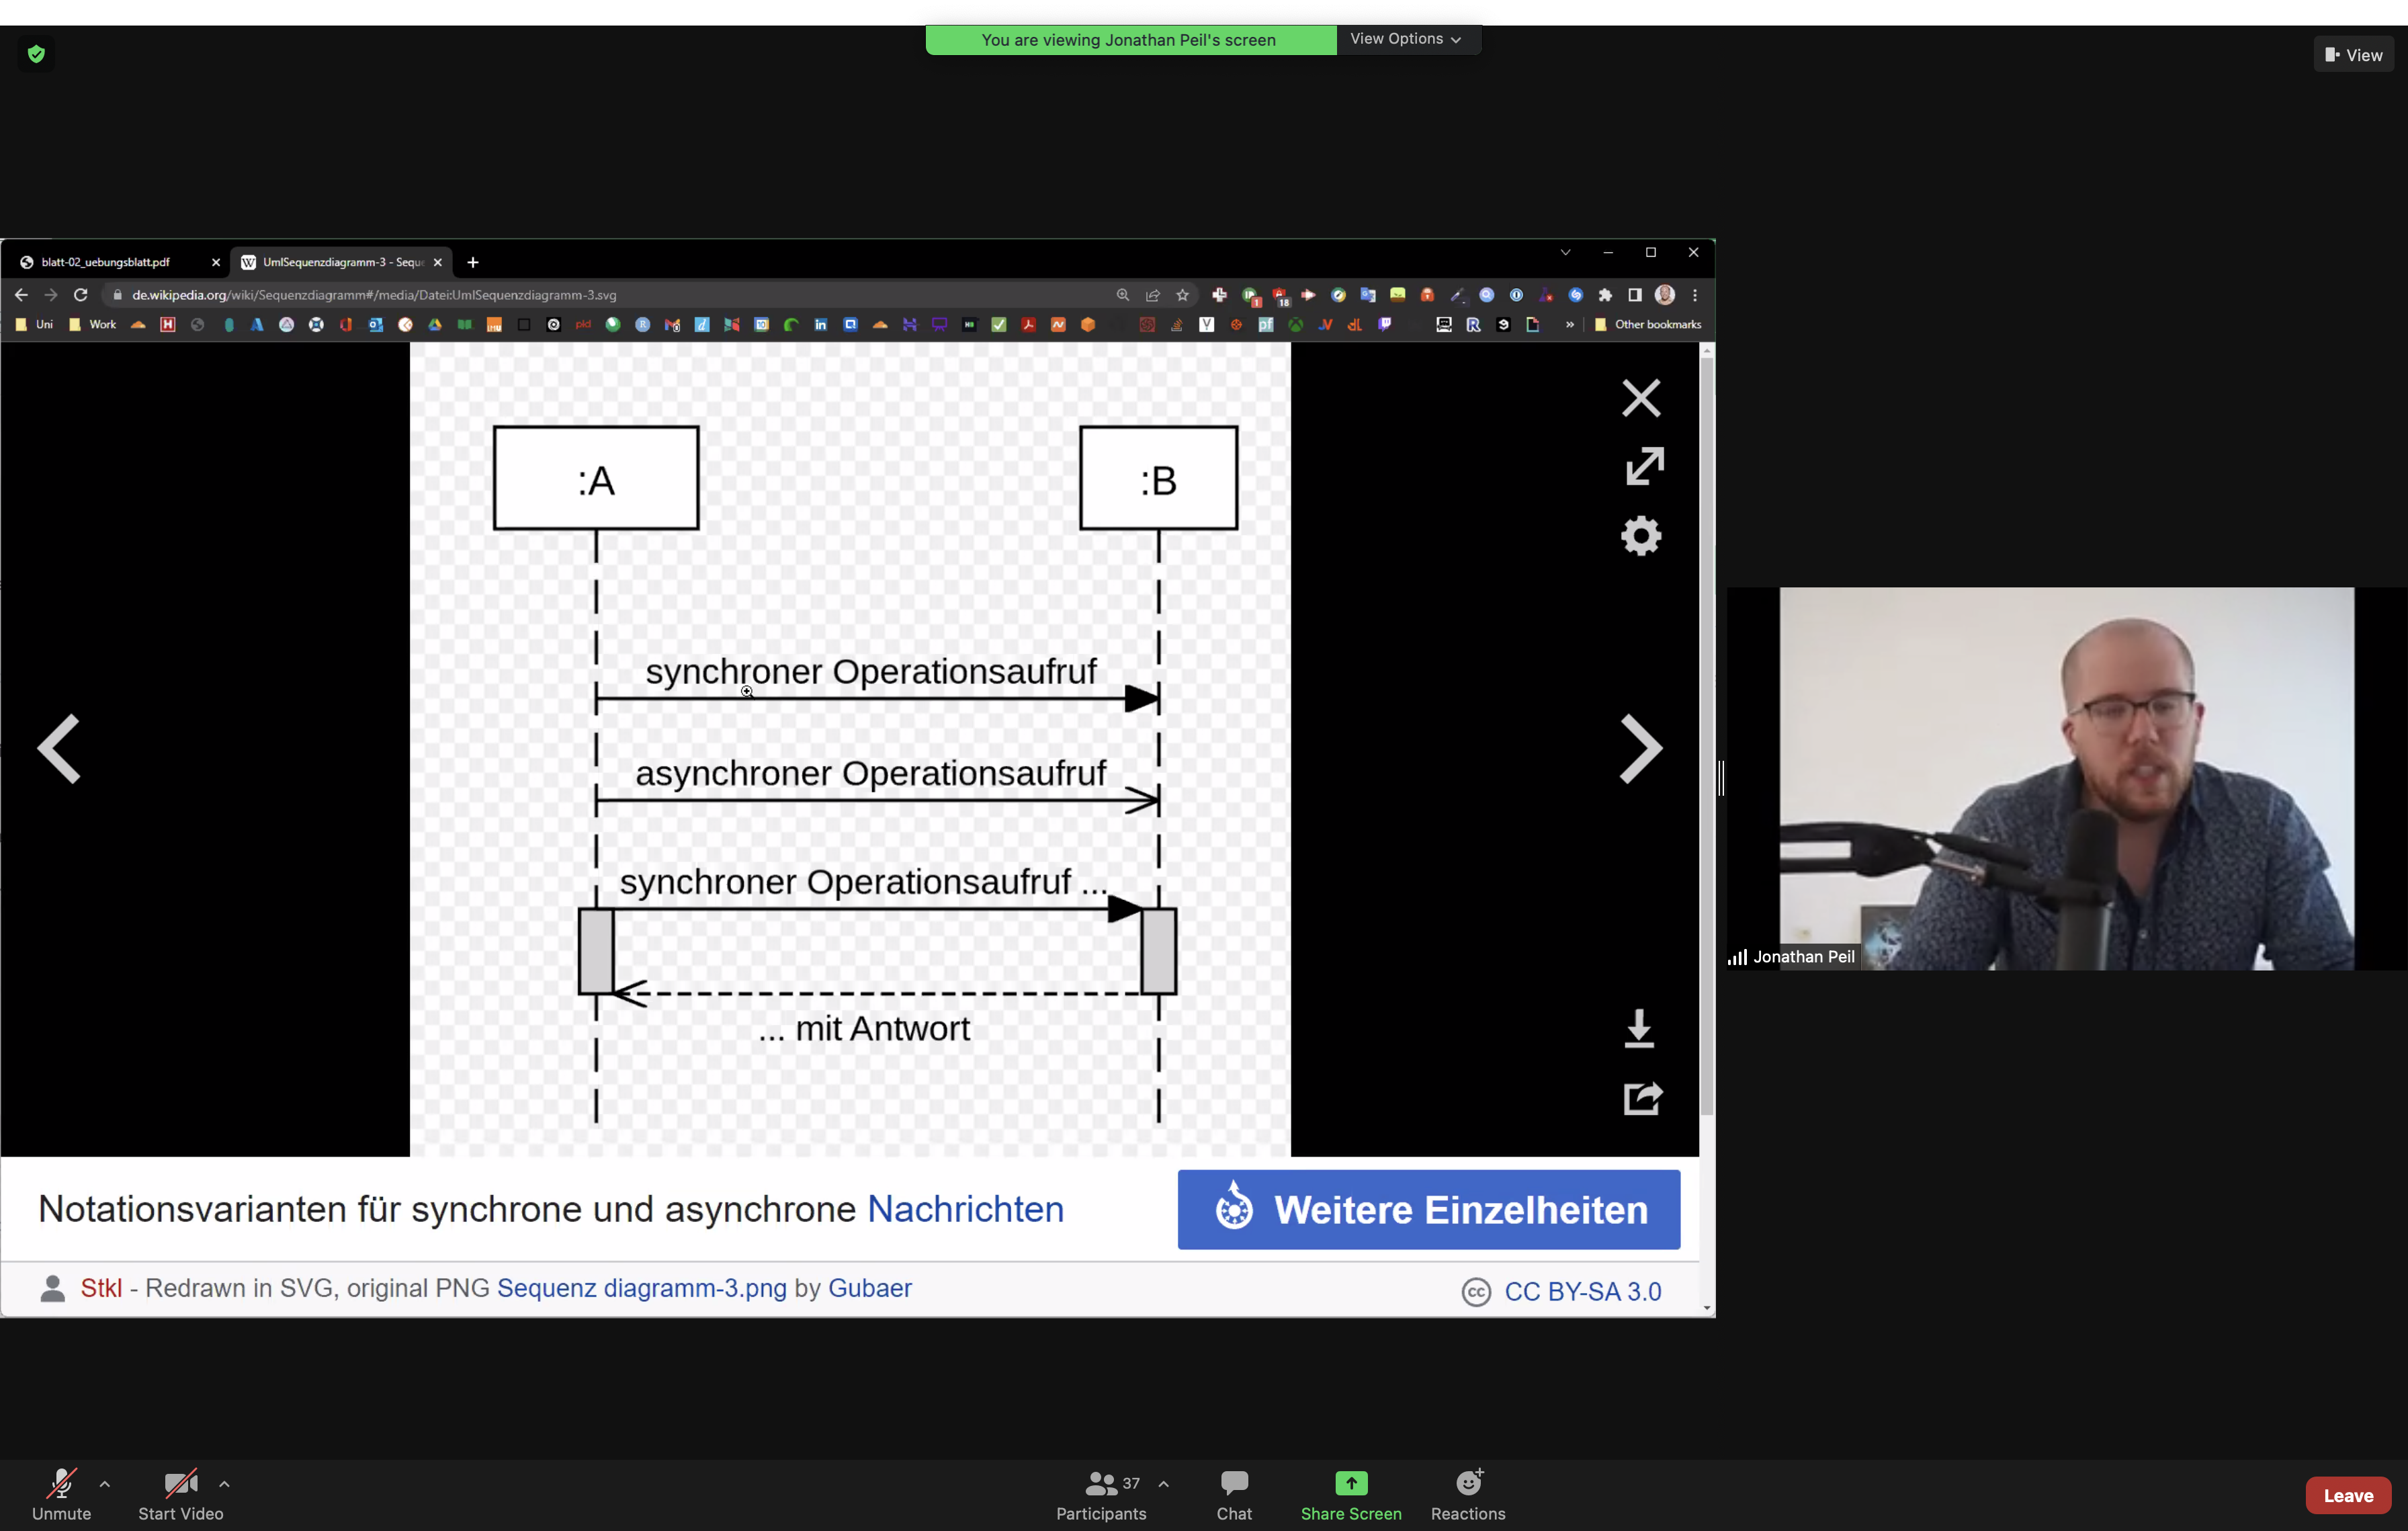 You are viewing Jonathan Peil's screen
View Options
View
blatt-02_uebungsblatt.pdf
UmlSequenzdiagramm-3 - Seque
de.wikipedia.org/wiki/Sequenzdiagramm#/media/Datei:UmlSequenzdiagramm-3.svg
Uni
Work
Other bookmarks
:A
:B
synchroner Operationsaufruf
asynchroner Operationsaufruf
synchroner Operationsaufruf ...
... mit Antwort
Jonathan Peil
Notationsvarianten für synchrone und asynchrone Nachrichten
Weitere Einzelheiten
Stkl - Redrawn in SVG, original PNG Sequenz diagramm-3.png by Gubaer
CC BY-SA 3.0
Unmute
Start Video
37
Participants
Chat
Share Screen
Reactions
Leave